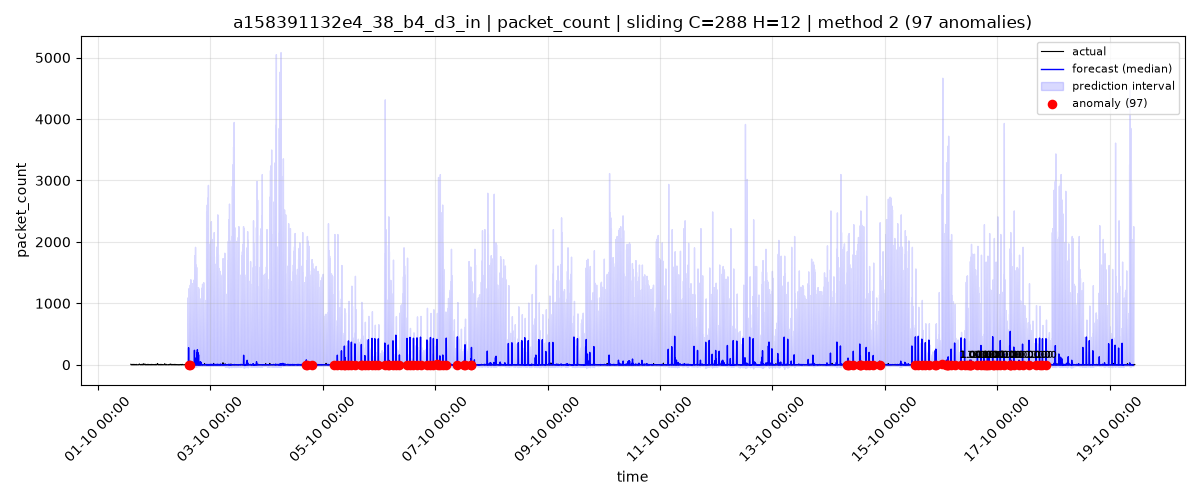 a158391132e4_38_b4_d3_in | packet_count | sliding C=288 H=12 | method 2 (97 anomalies)
actual
forecast (median)
prediction interval
anomaly (97)
packet_count
5000
4000
3000
2000
1000
0
01-10 00:00
03-10 00:00
05-10 00:00
07-10 00:00
09-10 00:00
11-10 00:00
13-10 00:00
15-10 00:00
17-10 00:00
19-10 00:00
time